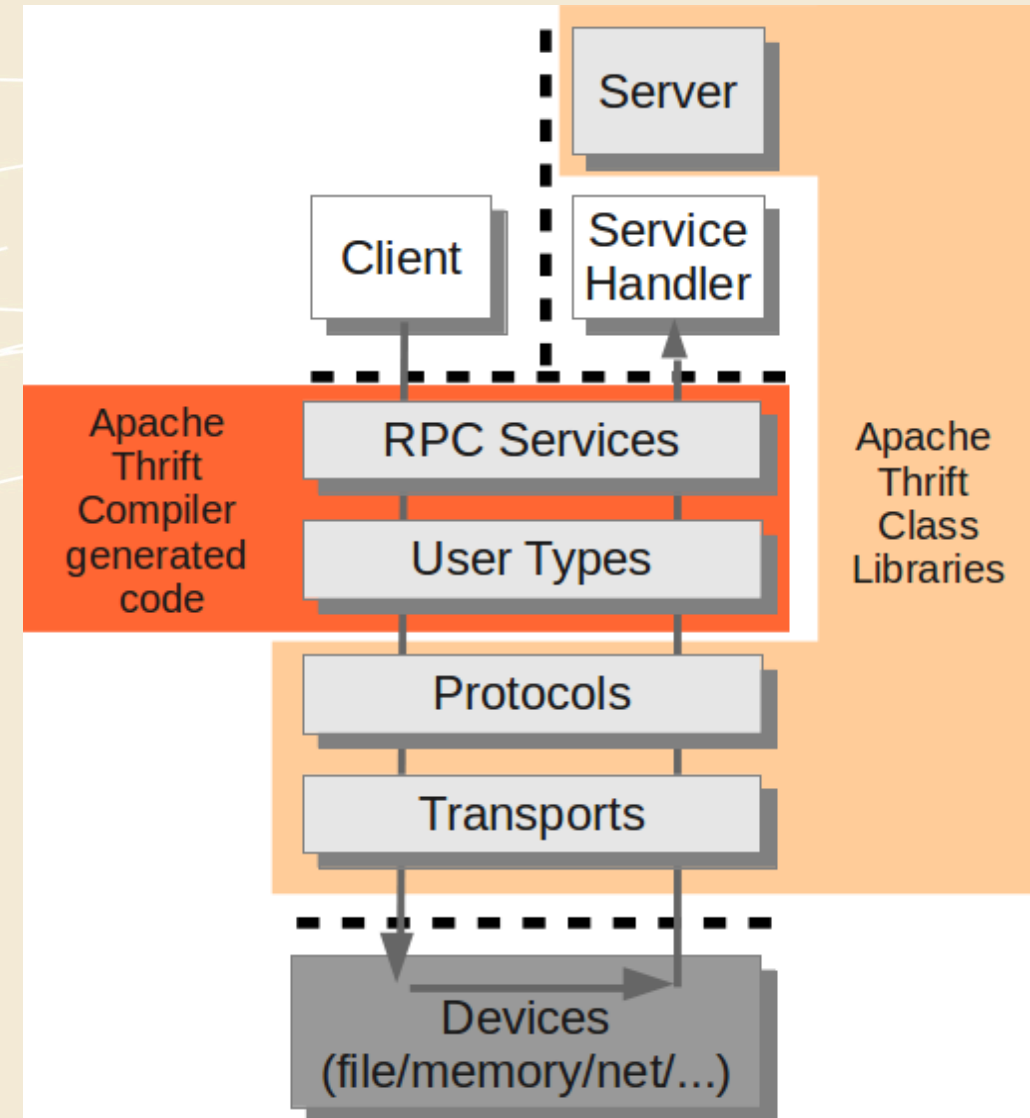 Server
Client
Service
Handler
Apache
Thrift
Compiler
generated
code
RPC Services
User Types
Apache
Thrift
Class
Libraries
Protocols
Transports
Devices
(file/memory/net/...)